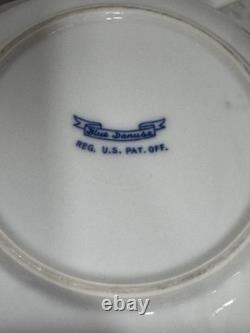 Blue Danube
REG. U.S. PAT. OFF.